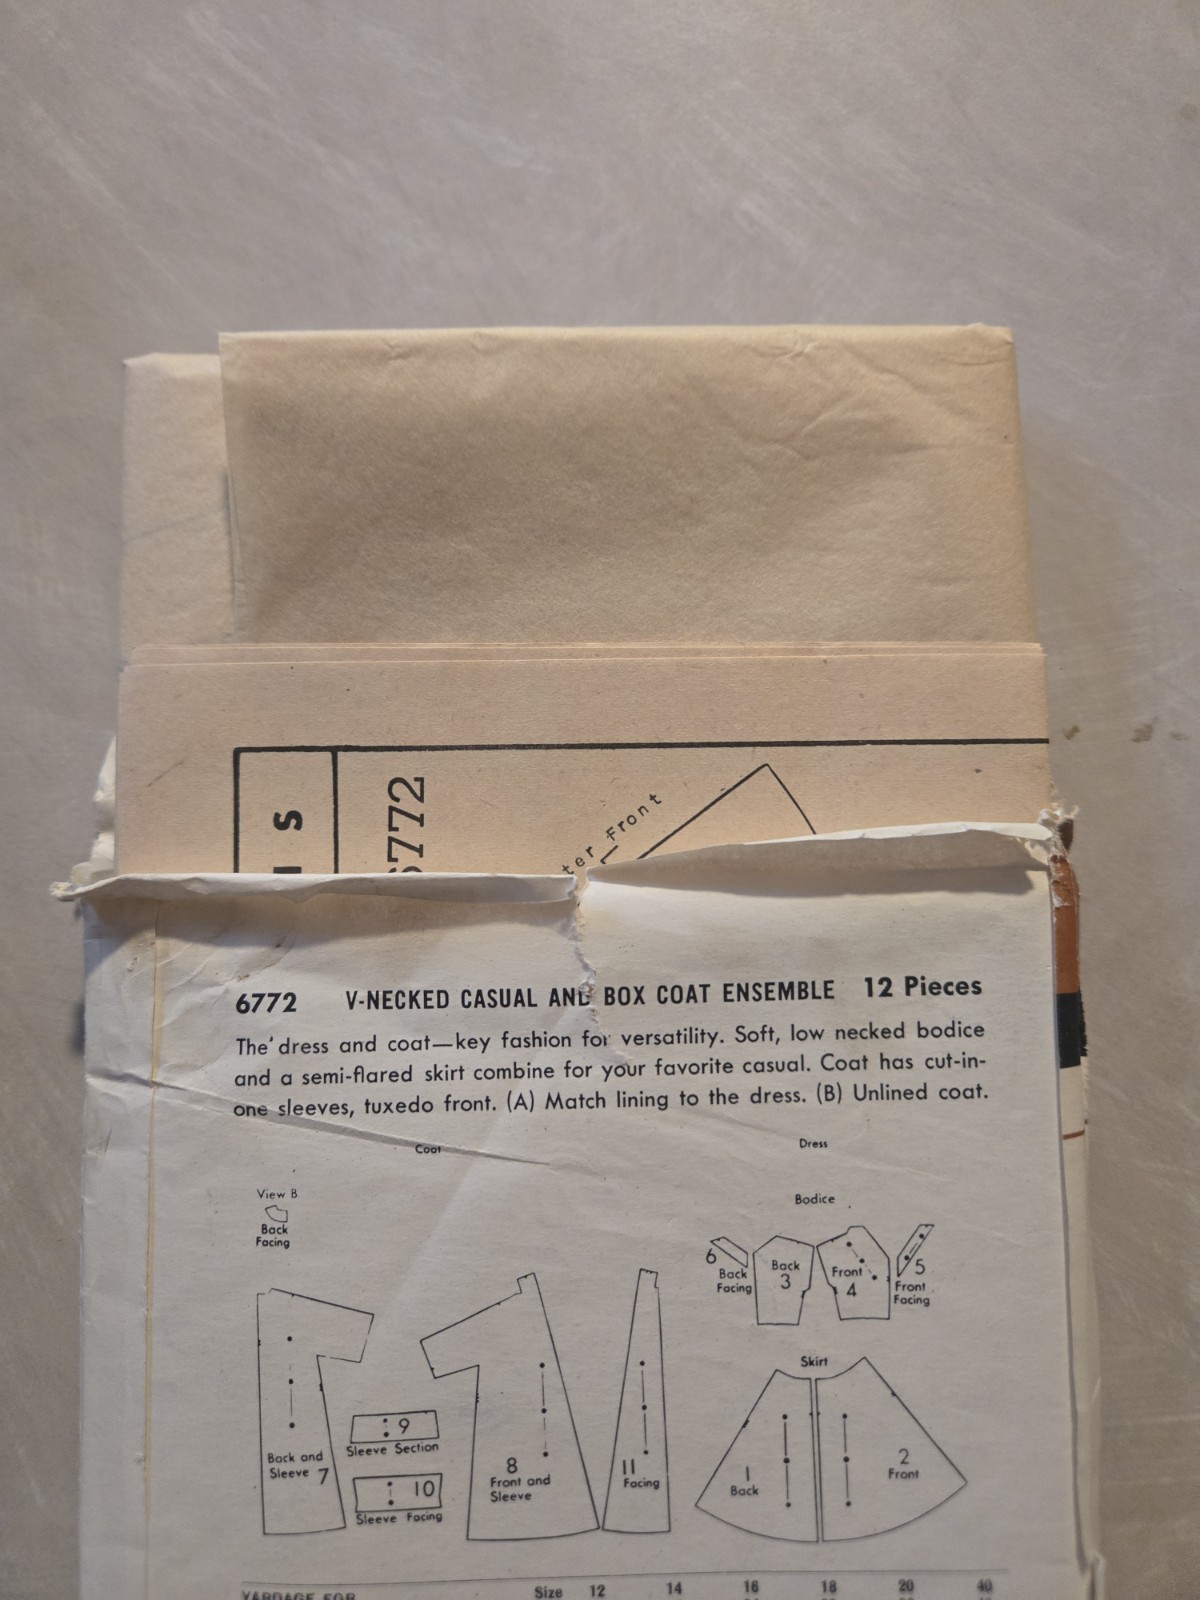 S
6772
ter Front
6772 V-NECKED CASUAL AND BOX COAT ENSEMBLE 12 Pieces
The dress and coat—key fashion for versatility. Soft, low necked bodice
and a semi-flared skirt combine for your favorite casual. Coat has cut-in-
one sleeves, tuxedo front. (A) Match lining to the dress. (B) Unlined coat.
Coat
Dress
View B
Back
Facing
Bodice
6
Back
Facing
Back
3
Front
4
5
Front
Facing
Skirt
Back and
Sleeve 7
9
Sleeve Section
10
Sleeve Facing
8
Front and
Sleeve
11
Facing
1
Back
2
Front
YARDAGE FOR Size 12 14 16 18 20 40